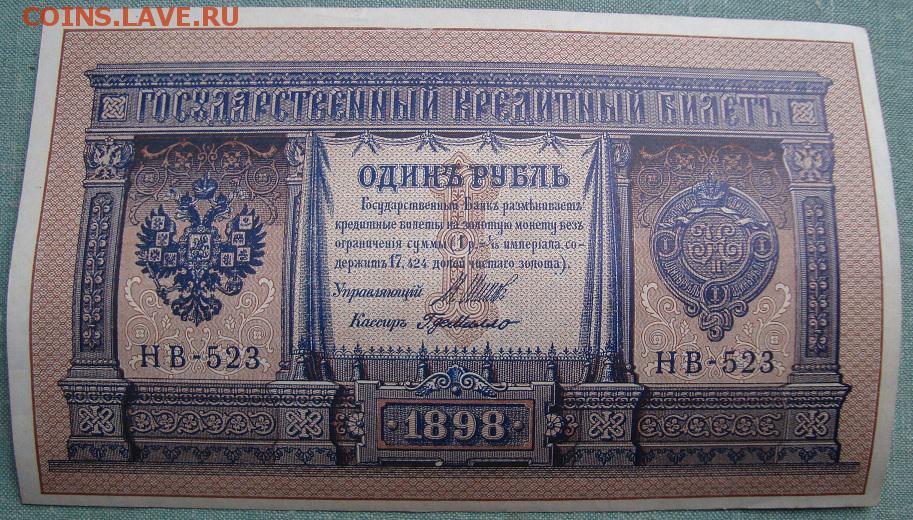 COINS.LAVE.RU
ГОСУДАРСТВЕННЫЙ КРЕДИТНЫЙ БИЛЕТЪ
ОДИНЪ РУБЛЬ
Государственный Банкъ размѣниваетъ
кредитные билеты на золотую монету безъ
ограниченія суммы (1 р. = 1/15 имперіала, со-
держитъ 17,424 долей чистаго золота).
Управляющій
Кассиръ
НВ-523
НВ-523
1898